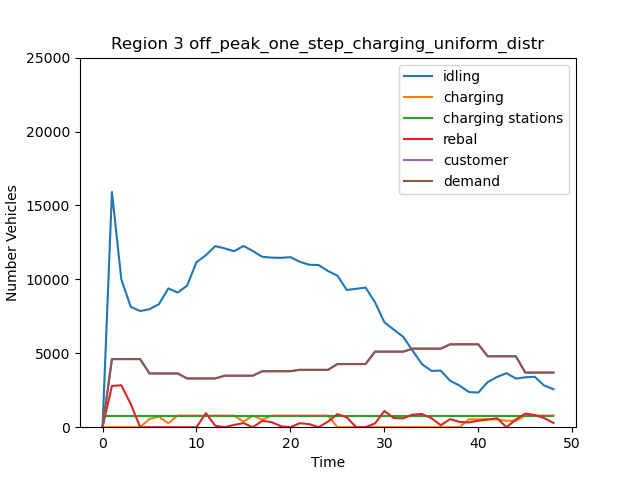 Region 3 off_peak_one_step_charging_uniform_distr
25000
20000
15000
10000
5000
0
Number Vehicles
idling
charging
charging stations
rebal
customer
demand
0 10 20 30 40 50
Time